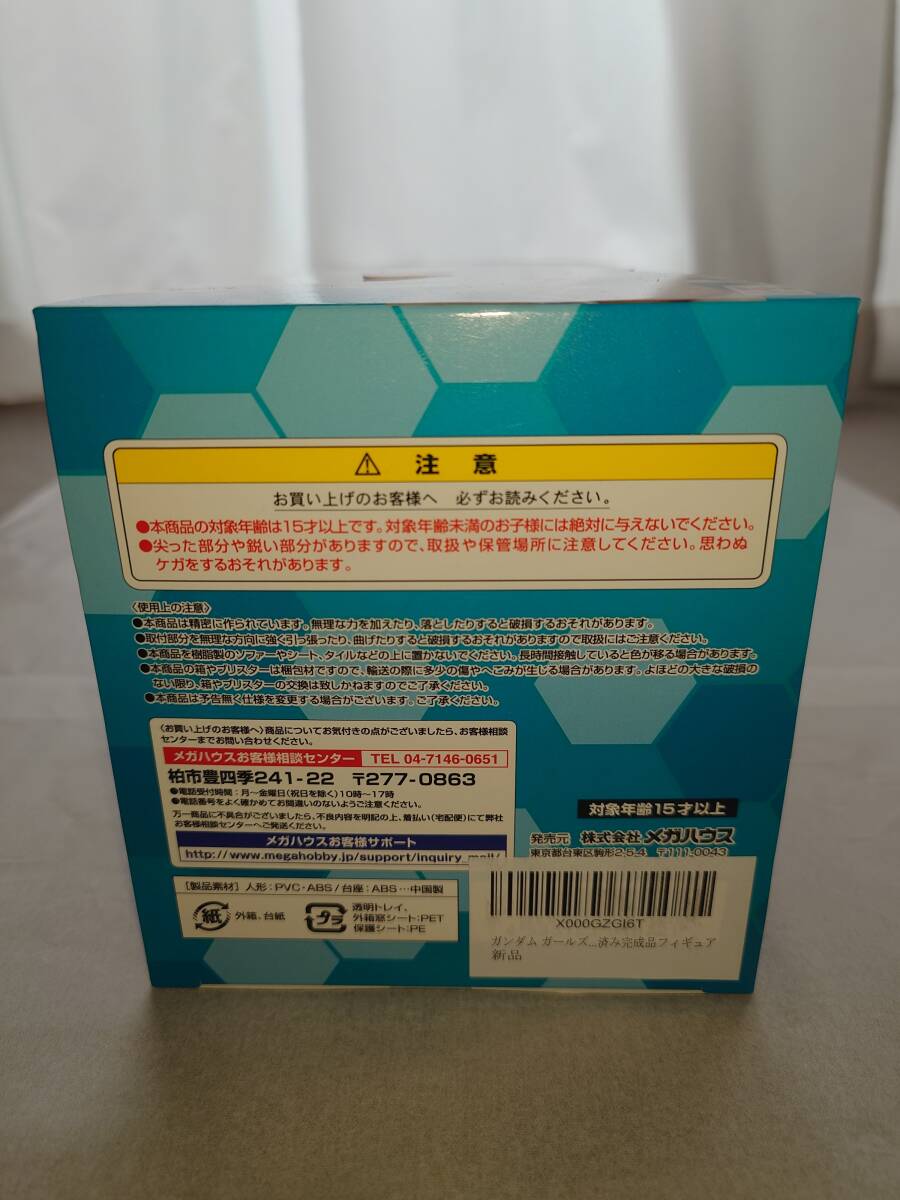 ⚠ 注意
お買い上げのお客様へ 必ずお読みください。
●本商品の対象年齢は15才以上です。対象年齢未満のお子様には絶対に与えないでください。
●尖った部分や鋭い部分がありますので、取扱や保管場所に注意してください。思わぬ
ケガをするおそれがあります。
〈使用上の注意〉
●本商品は精密に作られています。無理な力を加えたり、落としたりすると破損するおそれがあります。
●取付部分を無理な方向に強く引っ張ったり、曲げたりすると破損するおそれがありますので取扱にはご注意ください。
●本商品を樹脂製のソファーやシート、タイルなどの上に置かないでください。長時間接触していると色が移る場合があります。
●本商品の箱やブリスターは梱包材ですので、輸送の際に多少の傷やへこみが生じる場合があります。よほどの大きな破損の
ない限り、箱やブリスターの交換は致しかねますのでご了承ください。
●本商品は予告無く仕様を変更する場合がございます。ご了承ください。
〈お買い上げのお客様へ〉商品についてお気付きの点がございましたら、お客様相談
センターまでお問い合わせください。
メガハウスお客様相談センター TEL 04-7146-0651
柏市豊四季241-22 〒277-0863
●電話受付時間：月〜金曜日(祝日を除く)10時〜17時
●電話番号をよく確かめてお間違いのないようご注意ください。
万一商品に不具合がございましたら、不良内容を明記の上、着払い(宅配便)にて弊社
お客様相談センターへご発送ください。
メガハウスお客様サポート
http://www.megahobby.jp/support/inquiry_mail/
対象年齢15才以上
発売元 株式会社メガハウス
東京都台東区駒形2-5-4 〒111-0043
［製品素材］人形：PVC・ABS/台座：ABS…中国製
紙 外箱、台紙
プラ 透明トレイ、
外箱窓シート:PET
保護シート:PE
X000GZGI6T
ガンダム ガールズ...済み完成品フィギュア
新品